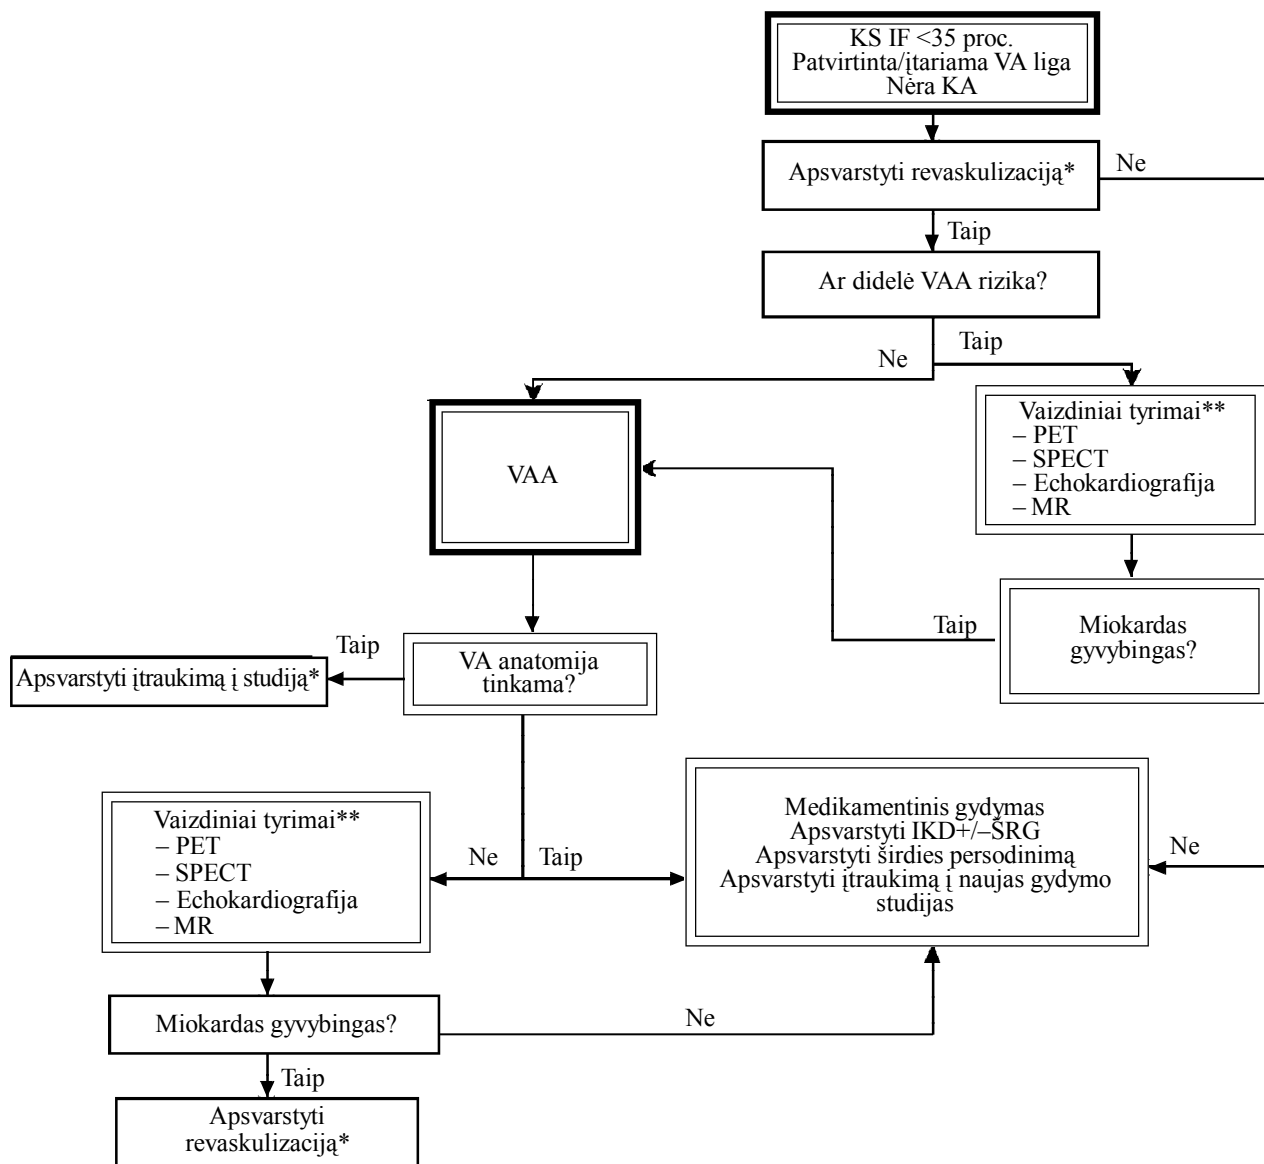 KS IF <35 proc.
Patvirtinta/įtariama VA liga
Nėra KA
Apsvarstyti revaskulizaciją*
Ne
Taip
Ar didelė VAA rizika?
Ne
Taip
Vaizdiniai tyrimai**
– PET
– SPECT
– Echokardiografija
– MR
VAA
Miokardas
gyvybingas?
Taip
VA anatomija
tinkama?
Taip
Apsvarstyti įtraukimą į studiją*
Vaizdiniai tyrimai**
– PET
– SPECT
– Echokardiografija
– MR
Ne
Taip
Medikamentinis gydymas
Apsvarstyti IKD+/–ŠRG
Apsvarstyti širdies persodinimą
Apsvarstyti įtraukimą į naujas gydymo
studijas
Ne
Miokardas gyvybingas?
Ne
Taip
Apsvarstyti
revaskulizaciją*